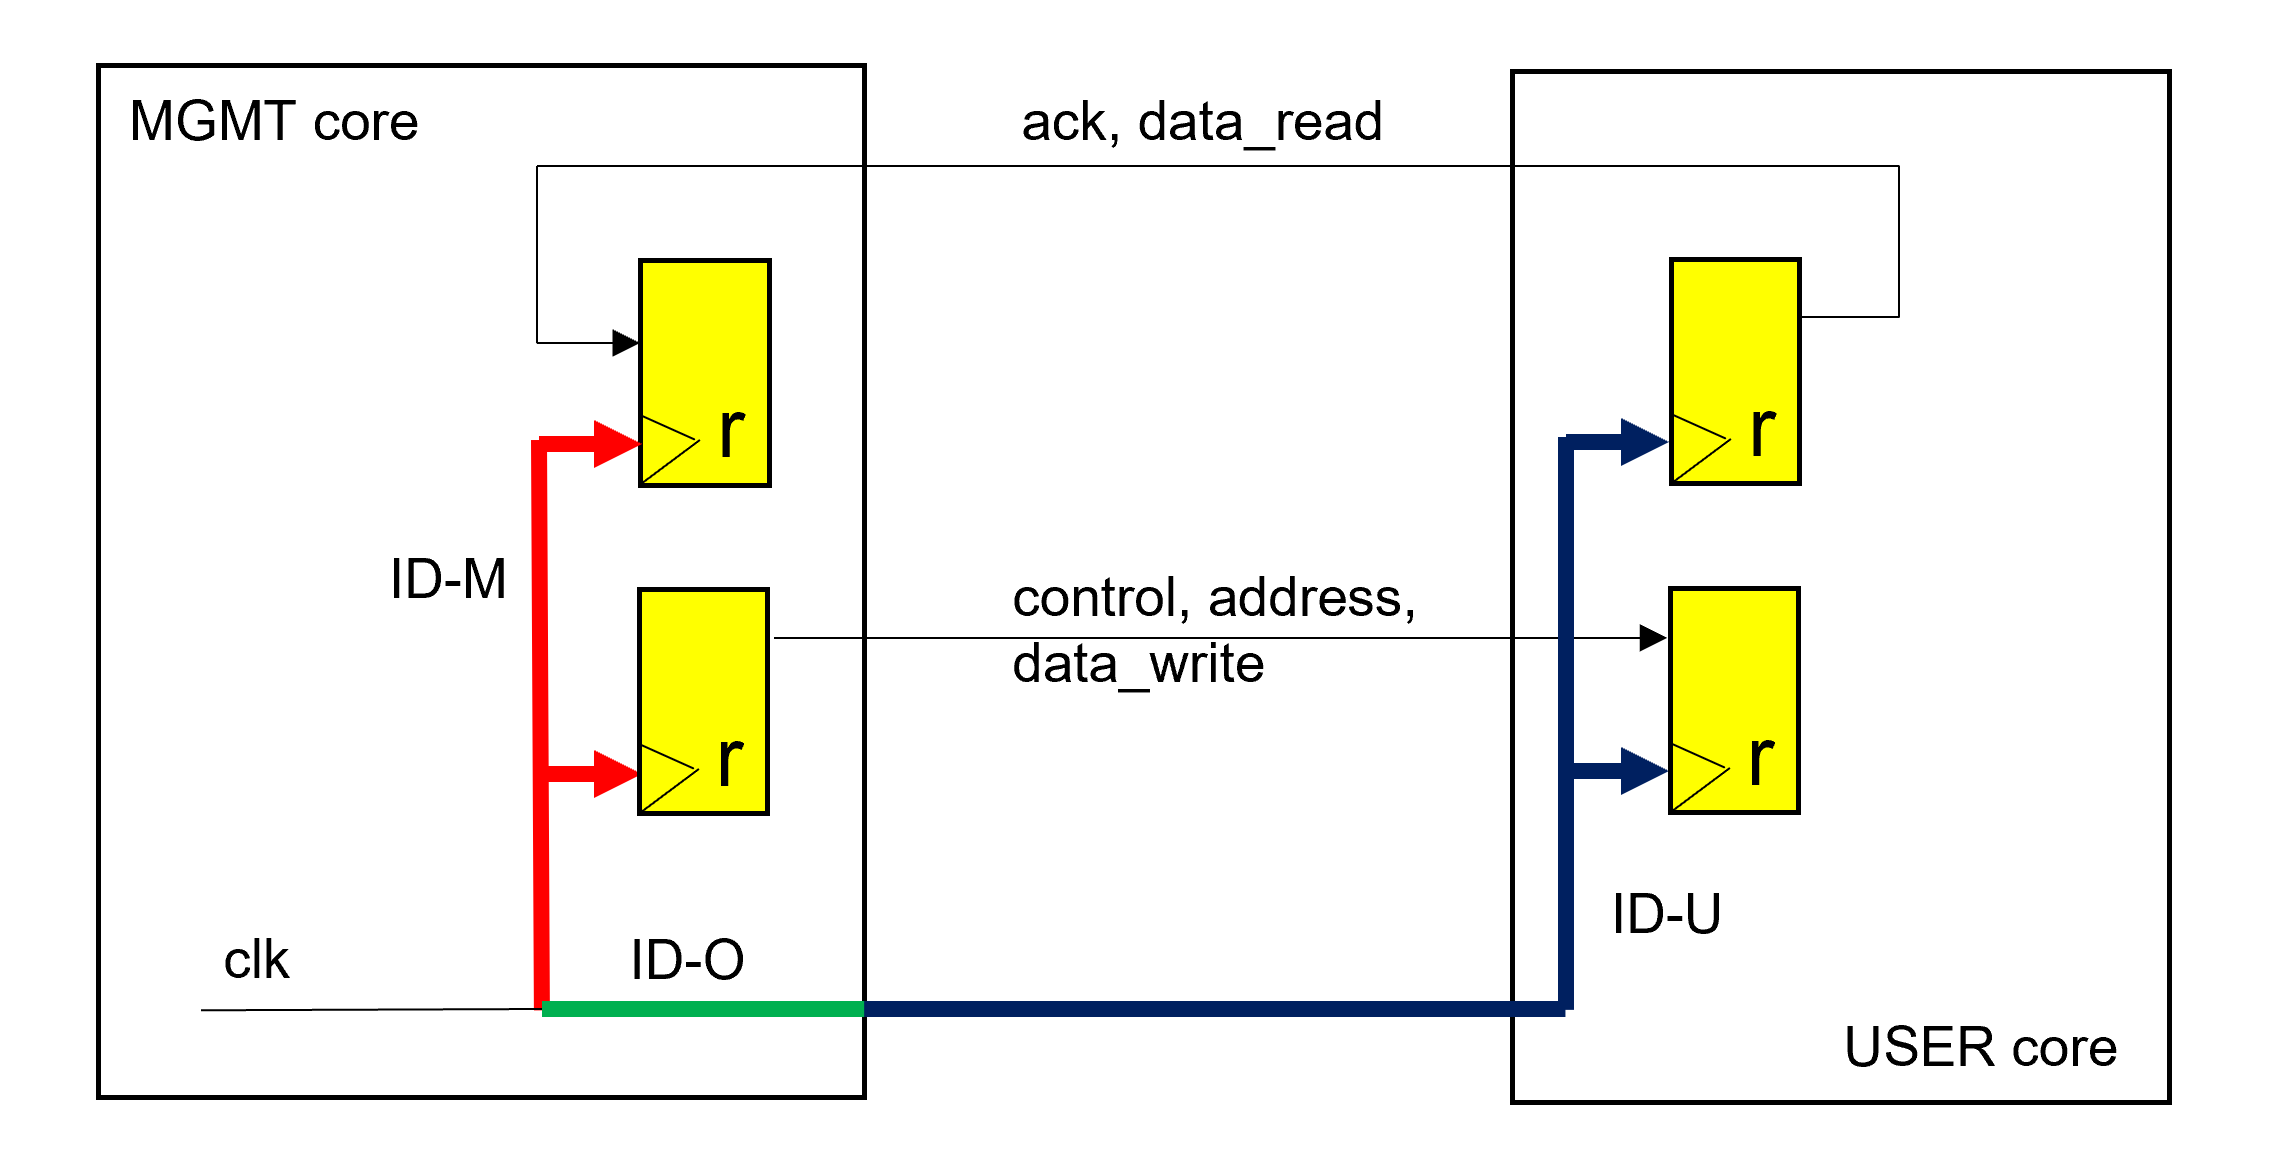 MGMT core
ack, data_read
r
r
ID-M
control, address,
data_write
r
r
ID-U
clk
ID-O
USER core